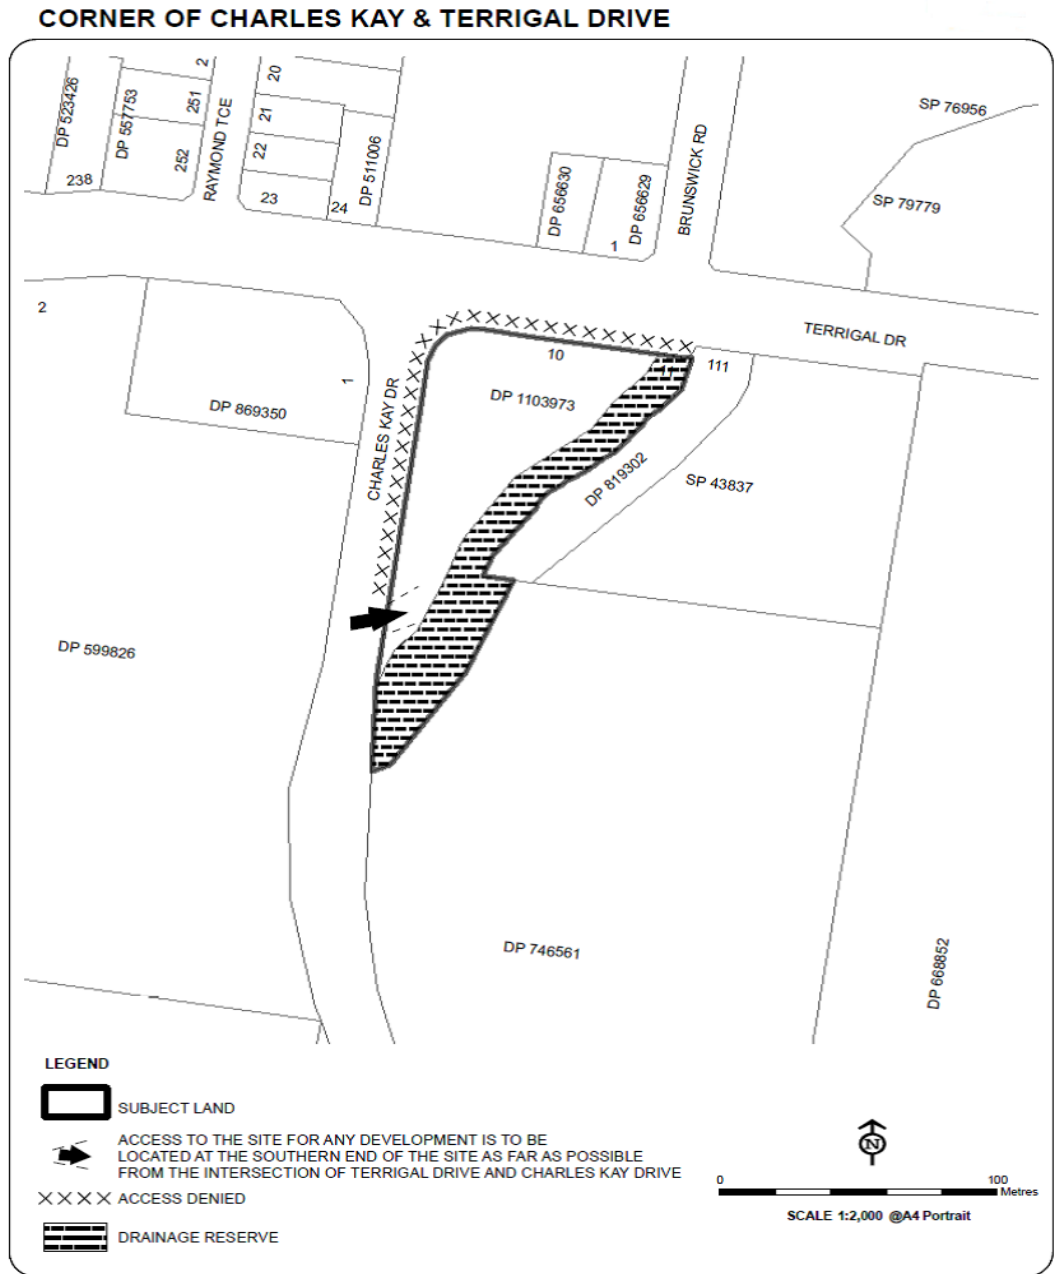 CORNER OF CHARLES KAY & TERRIGAL DRIVE
DP 523426
DP 557753
2
251
252
238
RAYMOND TCE
20
21
22
23
24
DP 511006
DP 656630
DP 656629
1
BRUNSWICK RD
SP 76956
SP 79779
2
1
DP 869350
CHARLES KAY DR
10
DP 1103973
11
111
TERRIGAL DR
DP 819302
SP 43837
DP 599826
DP 746561
DP 668852
LEGEND
SUBJECT LAND
ACCESS TO THE SITE FOR ANY DEVELOPMENT IS TO BE
LOCATED AT THE SOUTHERN END OF THE SITE AS FAR AS POSSIBLE
FROM THE INTERSECTION OF TERRIGAL DRIVE AND CHARLES KAY DRIVE
XXXX ACCESS DENIED
DRAINAGE RESERVE
N
0 100
Metres
SCALE 1:2,000 @A4 Portrait